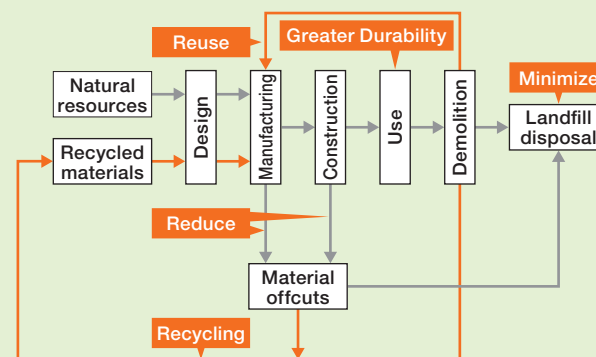 Reuse
Greater Durability
Minimize
Natural
resources
Recycled
materials
Design
Manufacturing
Construction
Use
Demolition
Landfill
disposal
Reduce
Material
offcuts
Recycling